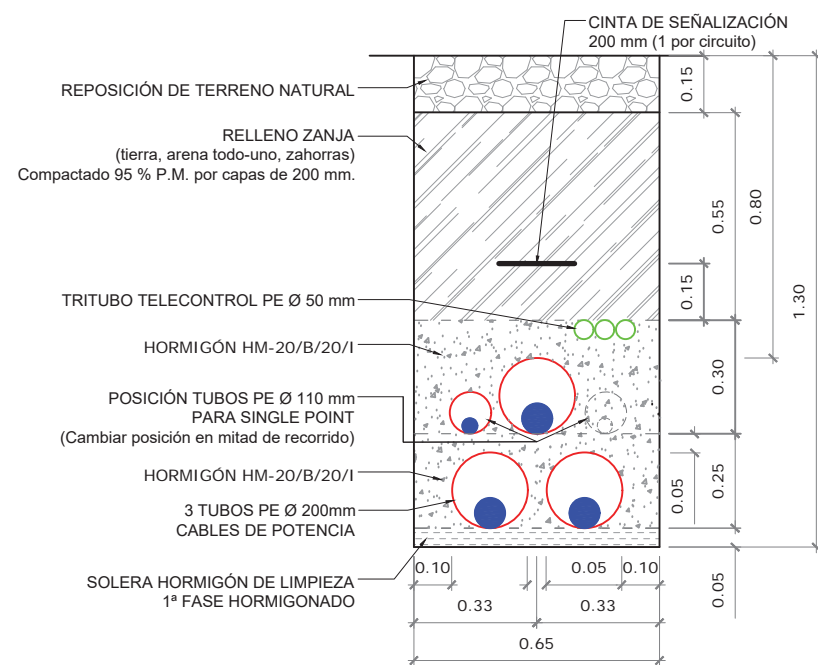 CINTA DE SEÑALIZACIÓN
200 mm (1 por circuito)
REPOSICIÓN DE TERRENO NATURAL
RELLENO ZANJA
(tierra, arena todo-uno, zahorras)
Compactado 95 % P.M. por capas de 200 mm.
TRITUBO TELECONTROL PE Ø 50 mm
HORMIGÓN HM-20/B/20/I
POSICIÓN TUBOS PE Ø 110 mm
PARA SINGLE POINT
(Cambiar posición en mitad de recorrido)
HORMIGÓN HM-20/B/20/I
3 TUBOS PE Ø 200mm
CABLES DE POTENCIA
SOLERA HORMIGÓN DE LIMPIEZA
1ª FASE HORMIGONADO
0.15
0.80
0.55
0.15
1.30
0.30
0.05
0.25
0.05
0.10
0.05
0.10
0.33
0.33
0.65